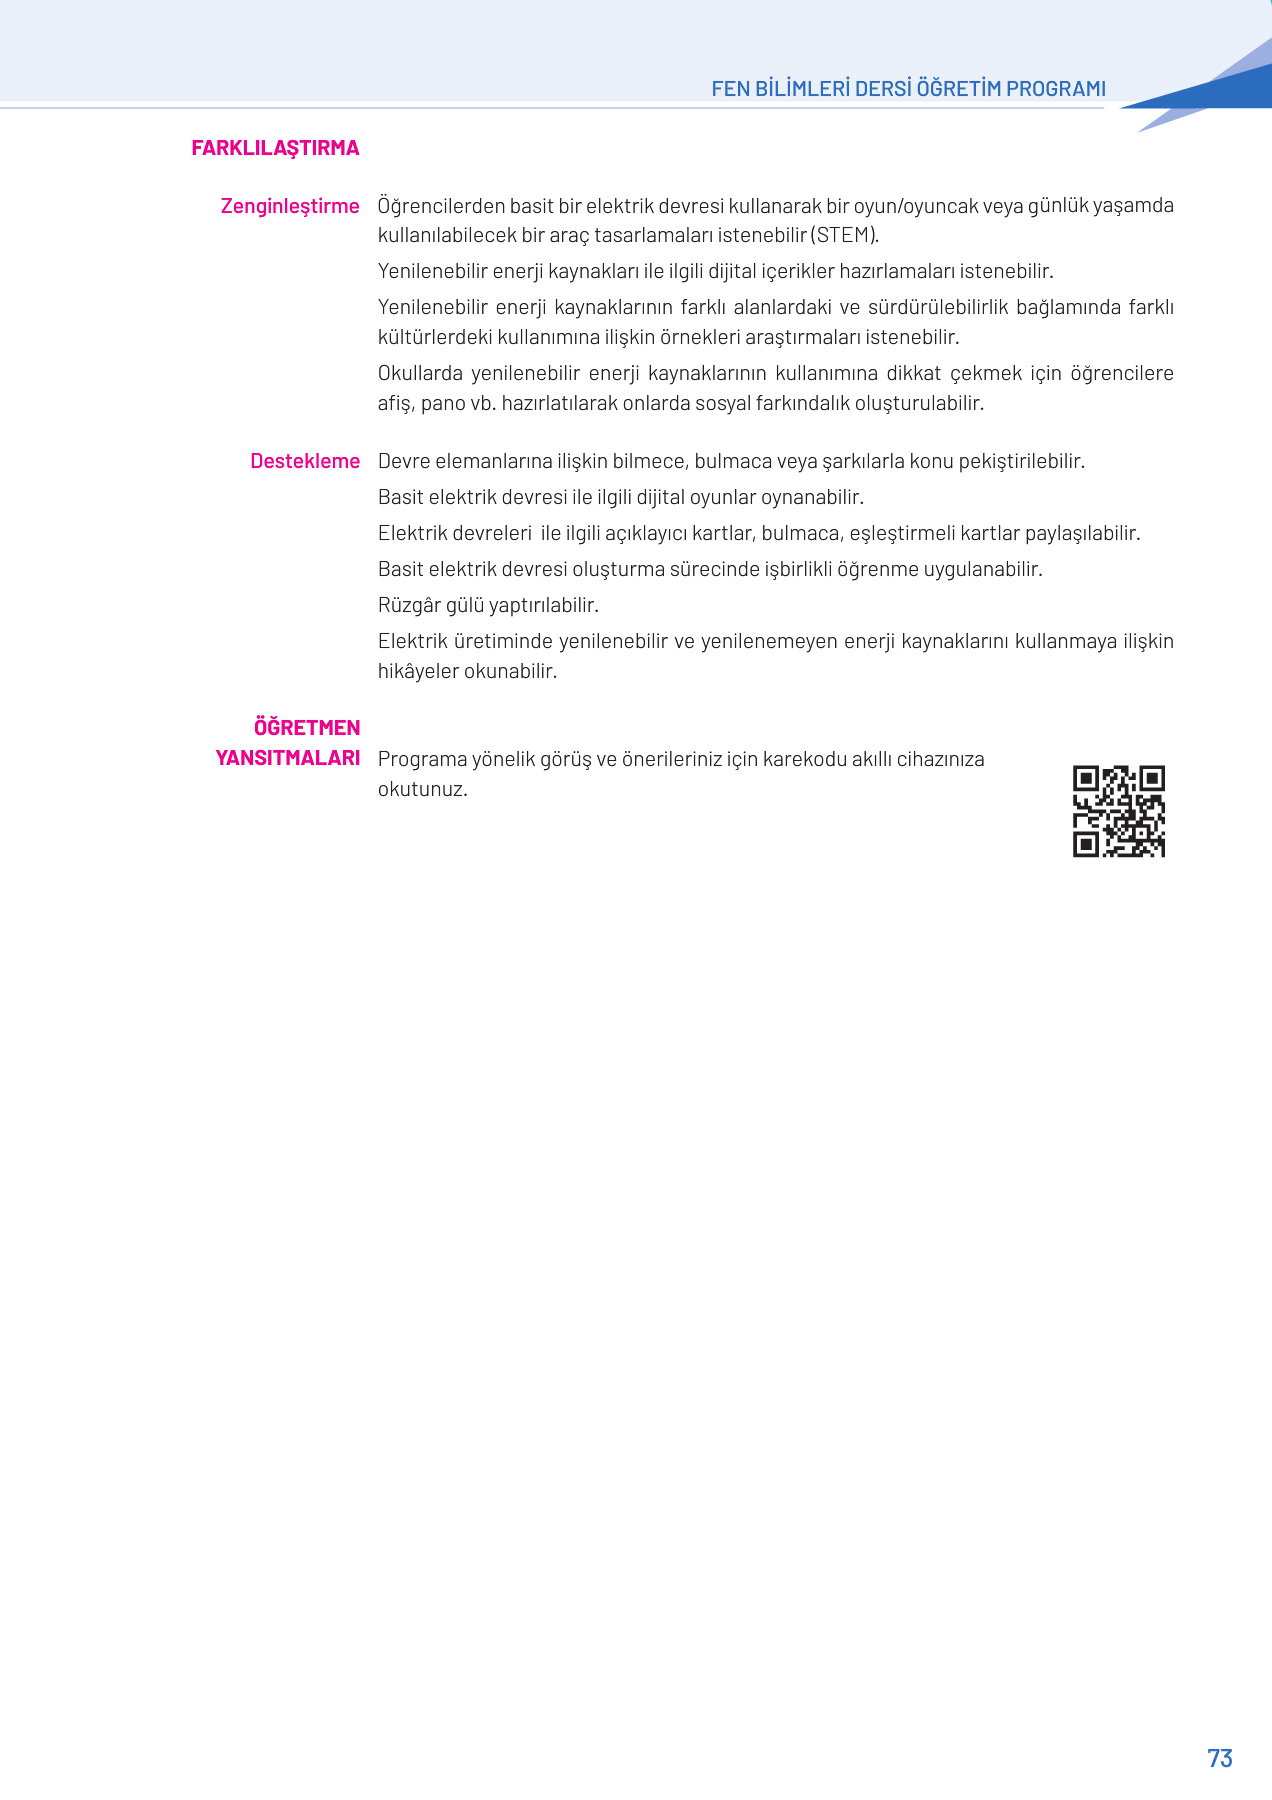 FEN BİLİMLERİ DERSİ ÖĞRETİM PROGRAMI
FARKLILAŞTIRMA
Zenginleştirme
Öğrencilerden basit bir elektrik devresi kullanarak bir oyun/oyuncak veya günlük yaşamda
kullanılabilecek bir araç tasarlamaları istenebilir (STEM).
Yenilenebilir enerji kaynakları ile ilgili dijital içerikler hazırlamaları istenebilir.
Yenilenebilir enerji kaynaklarının farklı alanlardaki ve sürdürülebilirlik bağlamında farklı
kültürlerdeki kullanımına ilişkin örnekleri araştırmaları istenebilir.
Okullarda yenilenebilir enerji kaynaklarının kullanımına dikkat çekmek için öğrencilere
afiş, pano vb. hazırlatılarak onlarda sosyal farkındalık oluşturulabilir.
Destekleme
Devre elemanlarına ilişkin bilmece, bulmaca veya şarkılarla konu pekiştirilebilir.
Basit elektrik devresi ile ilgili dijital oyunlar oynanabilir.
Elektrik devreleri  ile ilgili açıklayıcı kartlar, bulmaca, eşleştirmeli kartlar paylaşılabilir.
Basit elektrik devresi oluşturma sürecinde işbirlikli öğrenme uygulanabilir.
Rüzgâr gülü yaptırılabilir.
Elektrik üretiminde yenilenebilir ve yenilenemeyen enerji kaynaklarını kullanmaya ilişkin
hikâyeler okunabilir.
ÖĞRETMEN
YANSITMALARI
Programa yönelik görüş ve önerileriniz için karekodu akıllı cihazınıza
okutunuz.
73